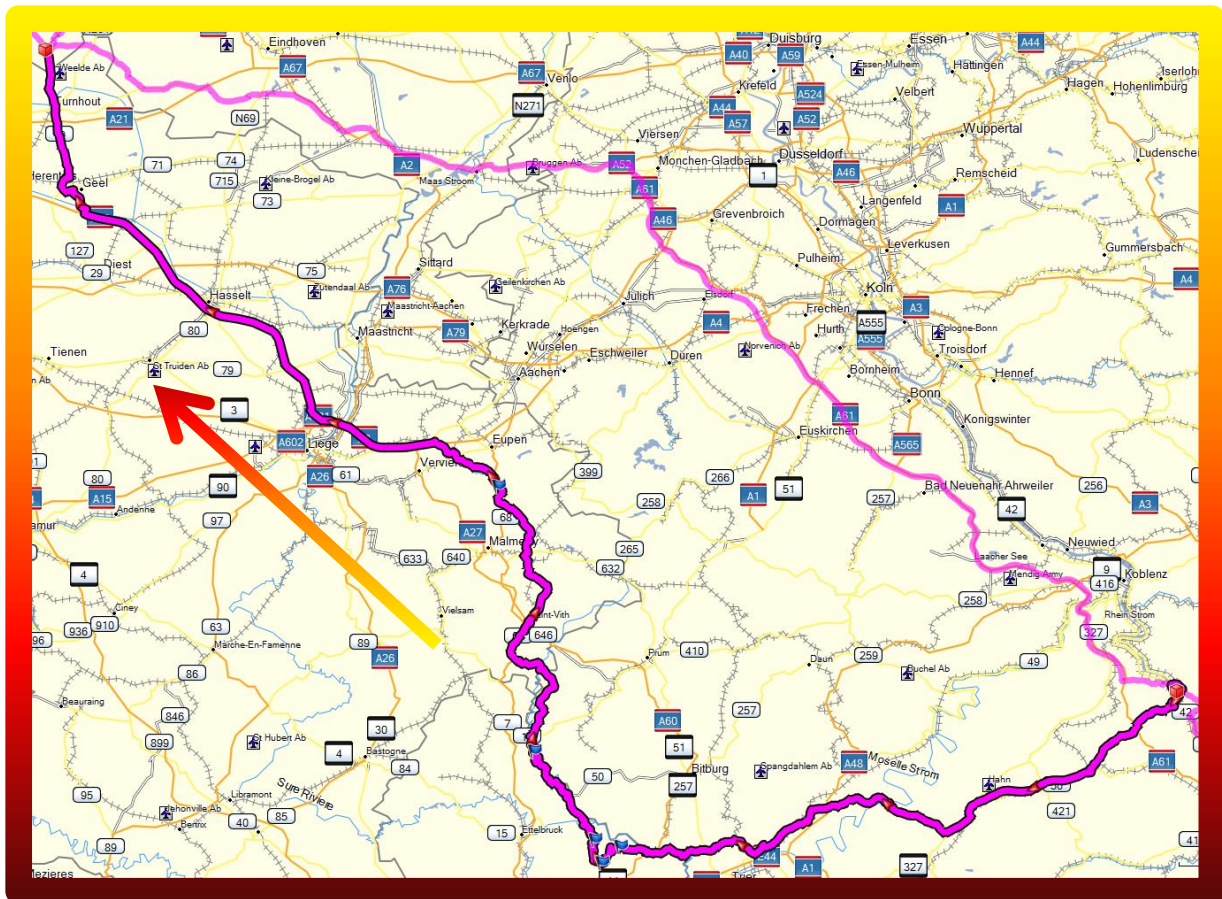 Eindhoven
A67
Weelde Ab
A67
Venlo
N271
A21
N69
Geel
71
74
715
73
Kleine-Brogel Ab
A2
Maas Stroom
Bruggen Ab
A52
Viersen
Monchen-Gladbach
A61
A46
Duisburg
A40
A59
Krefeld
A44
A57
A524
A52
Essen
Essen-Mulheim
Velbert
Hattingen
A44
Hagen
Hohenlimburg
Wuppertal
Dusseldorf
1
A46
Remscheid
Langenfeld
A1
Grevenbroich
Dormagen
Leverkusen
Gummersbach
A4
Pulheim
Koln
A3
Frechen
A555
A555
Hurth
Cologne-Bonn
Troisdorf
Hennef
Bornheim
Bonn
Konigswinter
127
29
Diest
75
Zutendaal Ab
Sittard
A76
Maastricht-Aachen
Geilenkirchen Ab
A79
Maastricht
Kerkrade
Hoengen
Wurselen
Eschweiler
Aachen
Julich
Elsdorf
A4
Duren
Norvenich Ab
Hasselt
80
Tienen
St Truiden Ab
79
3
A602
Liege
A26
61
Eupen
399
Euskirchen
A61
A565
266
51
A1
257
258
Bad Neuenahr Ahrweiler
42
256
A3
Neuwied
Laacher See
Mendig Army
9
416
Koblenz
Rhein Strom
80
A15
Andenne
90
97
68
A27
633
640
265
632
258
327
4
Ciney
910
936
63
Marche-En-Famenne
Vielsam
89
A26
646
Prum
410
Daun
259
Buchel Ab
49
86
Beauraing
846
899
St Hubert Ab
30
4
Bastogne
84
7
A60
51
257
Bitburg
257
Spangdahlem Ab
A48
Moselle Strom
Hahn
50
421
42
A61
95
Jehonville Ab
Libramont
Bertrix
40
85
Sure Riviere
89
15
Ettelbruck
50
Trier
A1
327